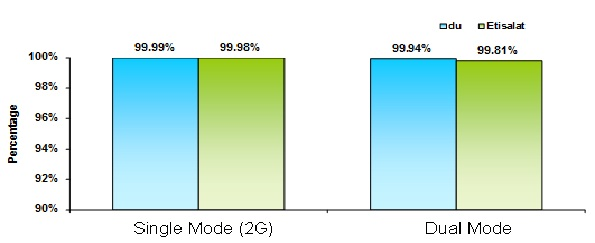 du Etisalat
99.99% 99.98% 99.94% 99.81%
100%
98%
96%
94%
92%
90%
Percentage
Single Mode (2G) Dual Mode